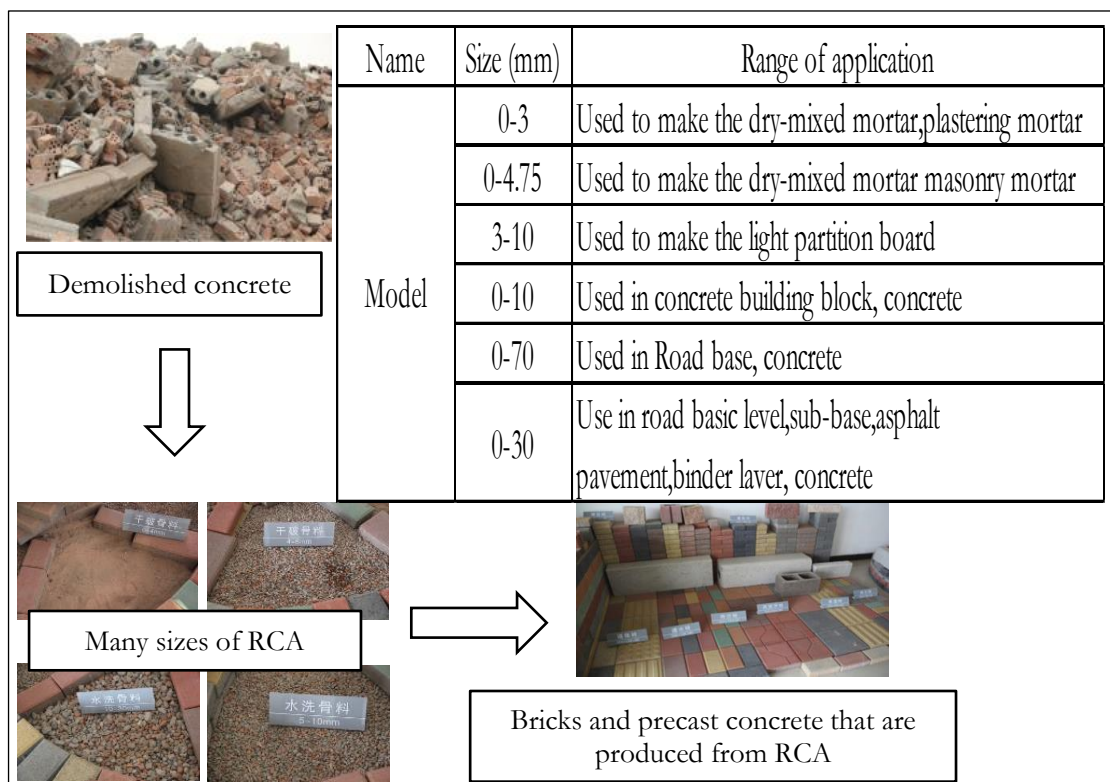 Name
Size (mm)
Range of application
Model
0-3
Used to make the dry-mixed mortar,plastering mortar
0-4.75
Used to make the dry-mixed mortar masonry mortar
3-10
Used to make the light partition board
0-10
Used in concrete building block, concrete
0-70
Used in Road base, concrete
0-30
Use in road basic level,sub-base,asphalt
pavement,binder laver, concrete
Demolished concrete
干破骨料
干破骨料
Many sizes of RCA
水洗骨料
水洗骨料
5-10mm
Bricks and precast concrete that are
produced from RCA